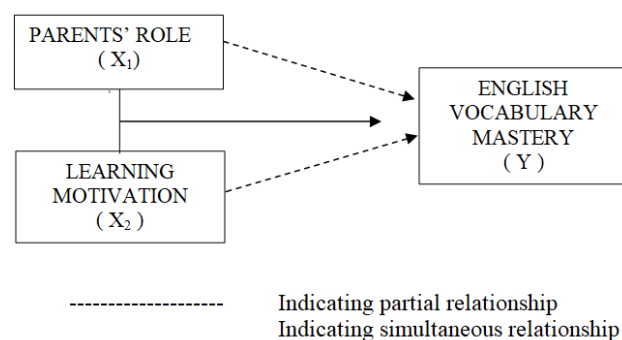 PARENTS' ROLE
( X₁)
ENGLISH
VOCABULARY
MASTERY
( Y )
LEARNING
MOTIVATION
( X₂ )
Indicating partial relationship
Indicating simultaneous relationship